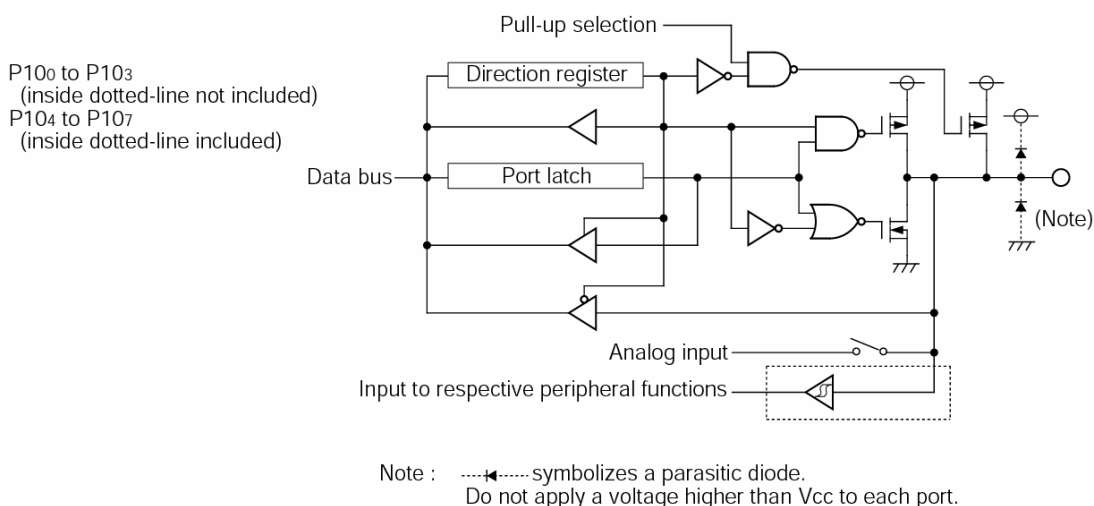 Pull-up selection
P100 to P103
(inside dotted-line not included)
P104 to P107
(inside dotted-line included)
Direction register
Data bus
Port latch
(Note)
Analog input
Input to respective peripheral functions
Note : symbolizes a parasitic diode.
Do not apply a voltage higher than Vcc to each port.